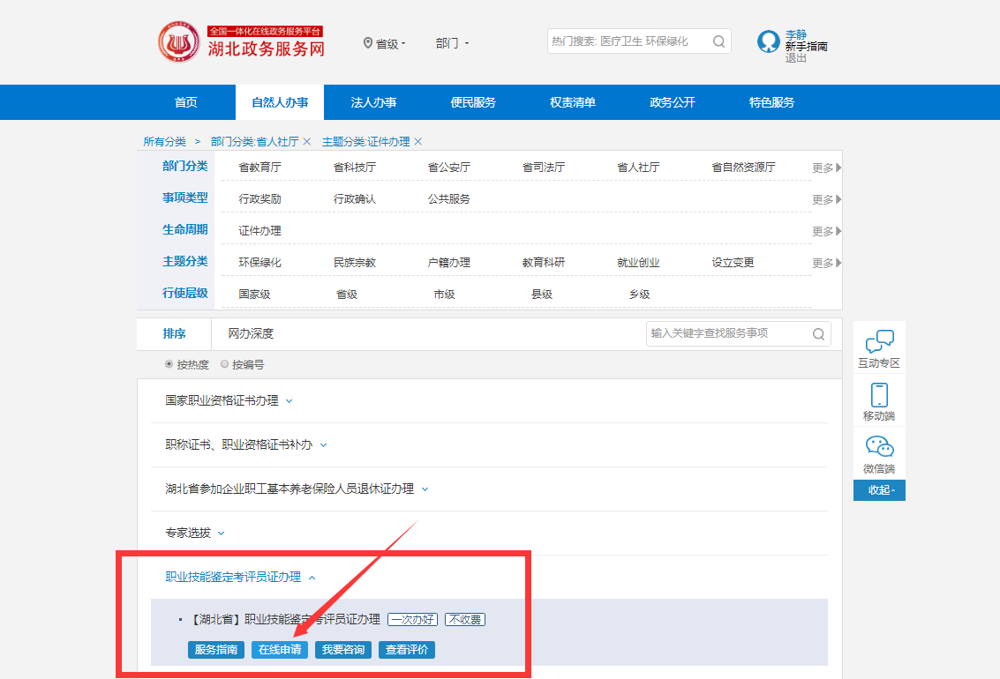 全国一体化在线政务服务平台
湖北政务服务网
省级 部门
热门搜索: 医疗卫生 环保绿化
李静
新手指南
退出
首页 自然人办事 法人办事 便民服务 权责清单 政务公开 特色服务
所有分类 > 部门分类:省人社厅 × 主题分类:证件办理 ×
部门分类 省教育厅 省科技厅 省公安厅 省司法厅 省人社厅 省自然资源厅 更多
事项类型 行政奖励 行政确认 公共服务 更多
生命周期 证件办理 更多
主题分类 环保绿化 民族宗教 户籍办理 教育科研 就业创业 设立变更 更多
行使层级 国家级 省级 市级 县级 乡级
排序 网办深度 输入关键字查找服务事项
按热度 按编号
国家职业资格证书办理
职称证书、职业资格证书补办
湖北省参加企业职工基本养老保险人员退休证办理
专家选拔
职业技能鉴定考评员证办理
·【湖北省】职业技能鉴定考评员证办理 一次办好 不收费
服务指南 在线申请 我要咨询 查看评价
互动专区
移动端
微信端
收起